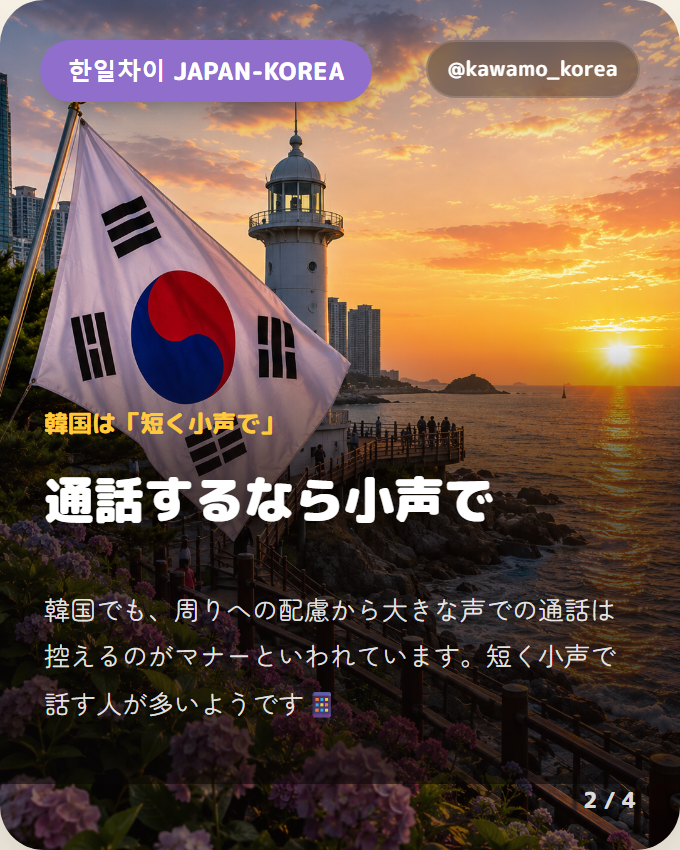 한일차이 JAPAN-KOREA
@kawamo_korea
韓国は「短く小声で」
通話するなら小声で
韓国でも、周りへの配慮から大きな声での通話は
控えるのがマナーといわれています。短く小声で
話す人が多いようです📱
2 / 4